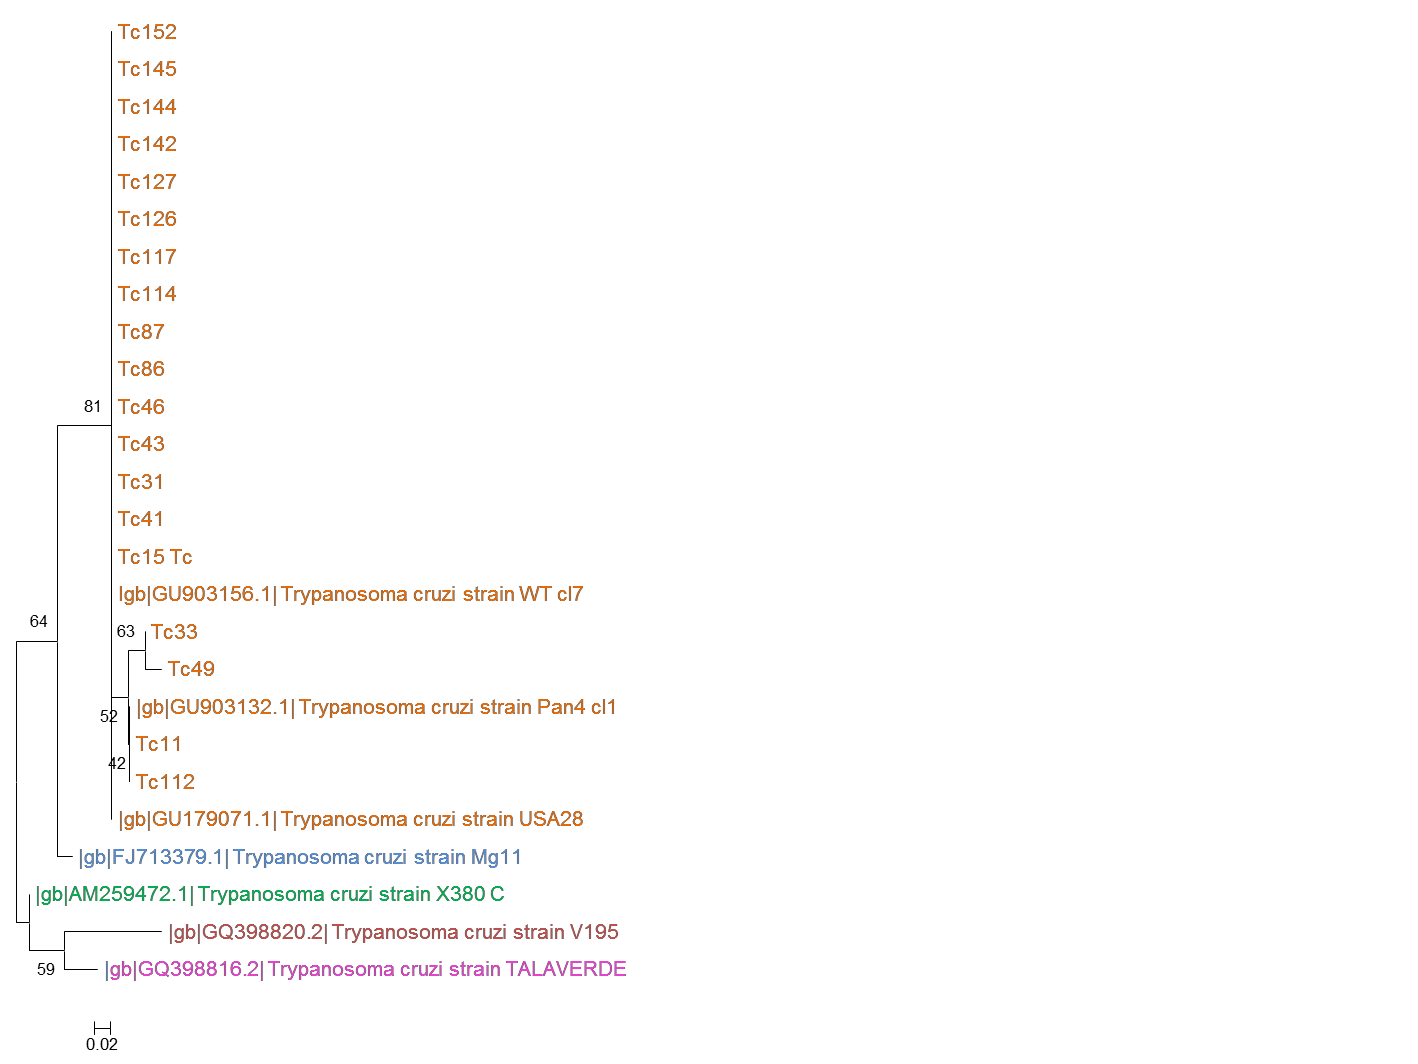 Tc152
Tc145
Tc144
Tc142
Tc127
Tc126
Tc117
Tc114
Tc87
Tc86
81
Tc46
Tc43
Tc31
Tc41
Tc15 Tc
lgb|GU903156.1| Trypanosoma cruzi strain WT cl7
64
63
Tc33
Tc49
|gb|GU903132.1| Trypanosoma cruzi strain Pan4 cl1
52
Tc11
42
Tc112
|gb|GU179071.1| Trypanosoma cruzi strain USA28
|gb|FJ713379.1| Trypanosoma cruzi strain Mg11
|gb|AM259472.1| Trypanosoma cruzi strain X380 C
|gb|GQ398820.2| Trypanosoma cruzi strain V195
59
|gb|GQ398816.2| Trypanosoma cruzi strain TALAVERDE
0.02